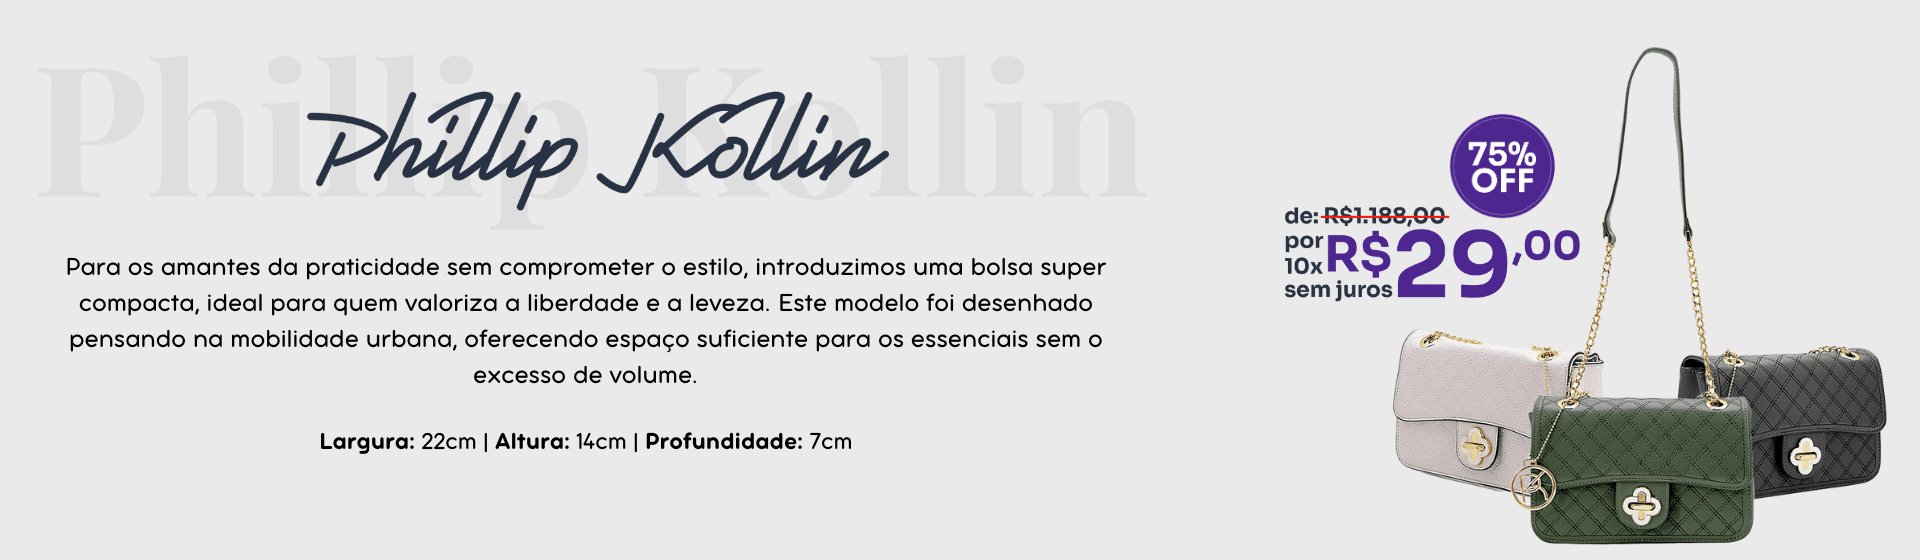 Phillip Kollin
Phillip Kollin
Para os amantes da praticidade sem comprometer o estilo, introduzimos uma bolsa super
compacta, ideal para quem valoriza a liberdade e a leveza. Este modelo foi desenhado
pensando na mobilidade urbana, oferecendo espaço suficiente para os essenciais sem o
excesso de volume.
Largura: 22cm | Altura: 14cm | Profundidade: 7cm
75%
OFF
de: R$1.188,00
por
10x
sem juros
R$29,00